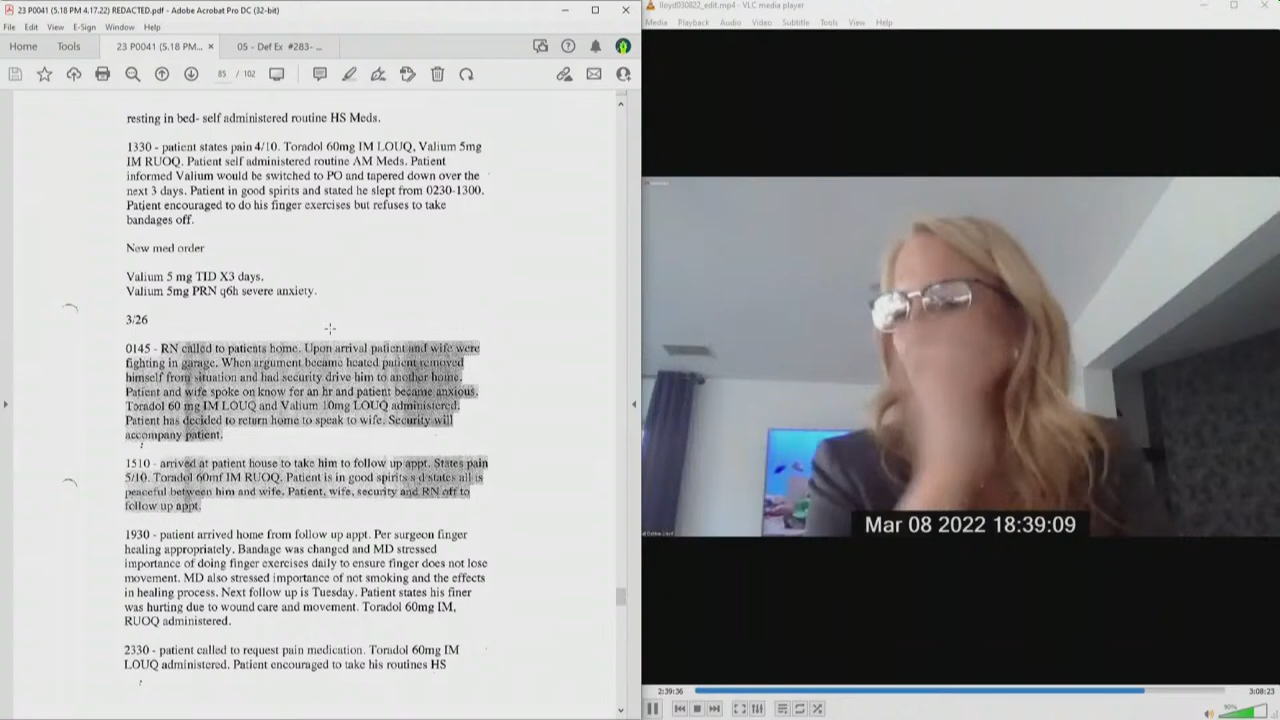 23 P0041 (5.18 PM 4.17.22) REDACTED.pdf - Adobe Acrobat Pro DC (32-bit)
File Edit View E-Sign Window Help
Home Tools 23 P0041 (5.18 PM... × 05 - Def Ex #283- ...
85 / 102
resting in bed- self administered routine HS Meds.
1330 - patient states pain 4/10. Toradol 60mg IM LOUQ, Valium 5mg
IM RUOQ. Patient self administered routine AM Meds. Patient
informed Valium would be switched to PO and tapered down over the
next 3 days. Patient in good spirits and stated he slept from 0230-1300.
Patient encouraged to do his finger exercises but refuses to take
bandages off.
New med order
Valium 5 mg TID X3 days.
Valium 5mg PRN q6h severe anxiety.
3/26
0145 - RN called to patients home. Upon arrival patient and wife were
fighting in garage. When argument became heated patient removed
himself from situation and had security drive him to another home.
Patient and wife spoke on know for an hr and patient became anxious.
Toradol 60 mg IM LOUQ and Valium 10mg LOUQ administered.
Patient has decided to return home to speak to wife. Security will
accompany patient.
1510 - arrived at patient house to take him to follow up appt. States pain
5/10. Toradol 60mf IM RUOQ. Patient is in good spirits s d states all is
peaceful between him and wife. Patient, wife, security and RN off to
follow up appt.
1930 - patient arrived home from follow up appt. Per surgeon finger
healing appropriately. Bandage was changed and MD stressed
importance of doing finger exercises daily to ensure finger does not lose
movement. MD also stressed importance of not smoking and the effects
in healing process. Next follow up is Tuesday. Patient states his finer
was hurting due to wound care and movement. Toradol 60mg IM,
RUOQ administered.
2330 - patient called to request pain medication. Toradol 60mg IM
LOUQ administered. Patient encouraged to take his routines HS
lloyd030822_edit.mp4 - VLC media player
Media Playback Audio Video Subtitle Tools View Help
Mar 08 2022 18:39:09
2:39:36 3:08:23
90%